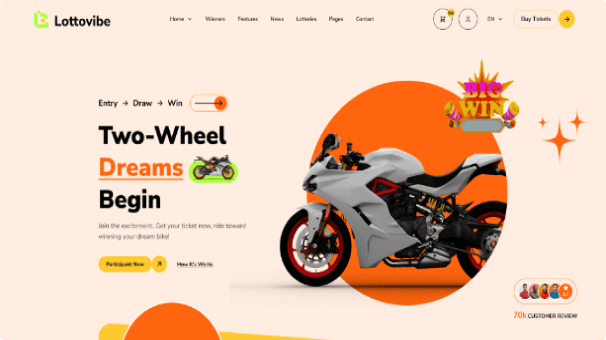 Lottovibe
Home Winners Features News Lotteries Pages Contact
EN
Buy Tickets
Entry → Draw → Win
BIG
WIN
Two-Wheel
Dreams
Begin
Join the excitement. Get your ticket now, ride toward
winning your dream bike!
Participant Now
How It's Works
70k CUSTOMER REVIEW